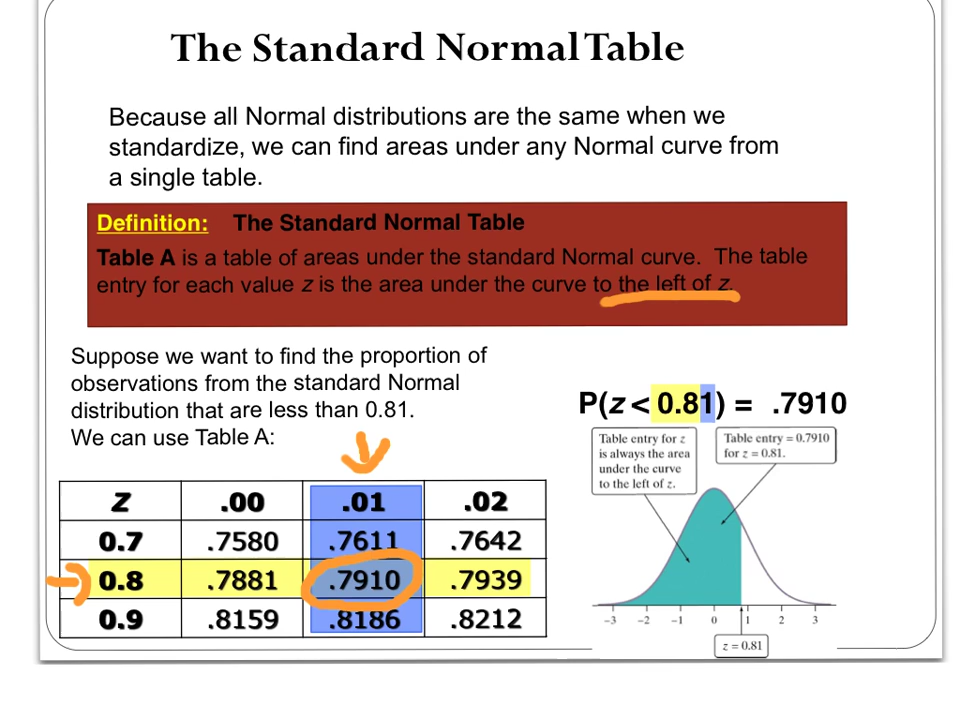 The Standard Normal Table
Because all Normal distributions are the same when we
standardize, we can find areas under any Normal curve from
a single table.
Definition: The Standard Normal Table
Table A is a table of areas under the standard Normal curve. The table
entry for each value z is the area under the curve to the left of z.
Suppose we want to find the proportion of
observations from the standard Normal
distribution that are less than 0.81.
We can use Table A:
P(z < 0.81) = .7910
Table entry for z
is always the area
under the curve
to the left of z.
Table entry = 0.7910
for z = 0.81.
Z .00 .01 .02
0.7 .7580 .7611 .7642
0.8 .7881 .7910 .7939
0.9 .8159 .8186 .8212
−3 −2 −1 0 1 2 3
z = 0.81